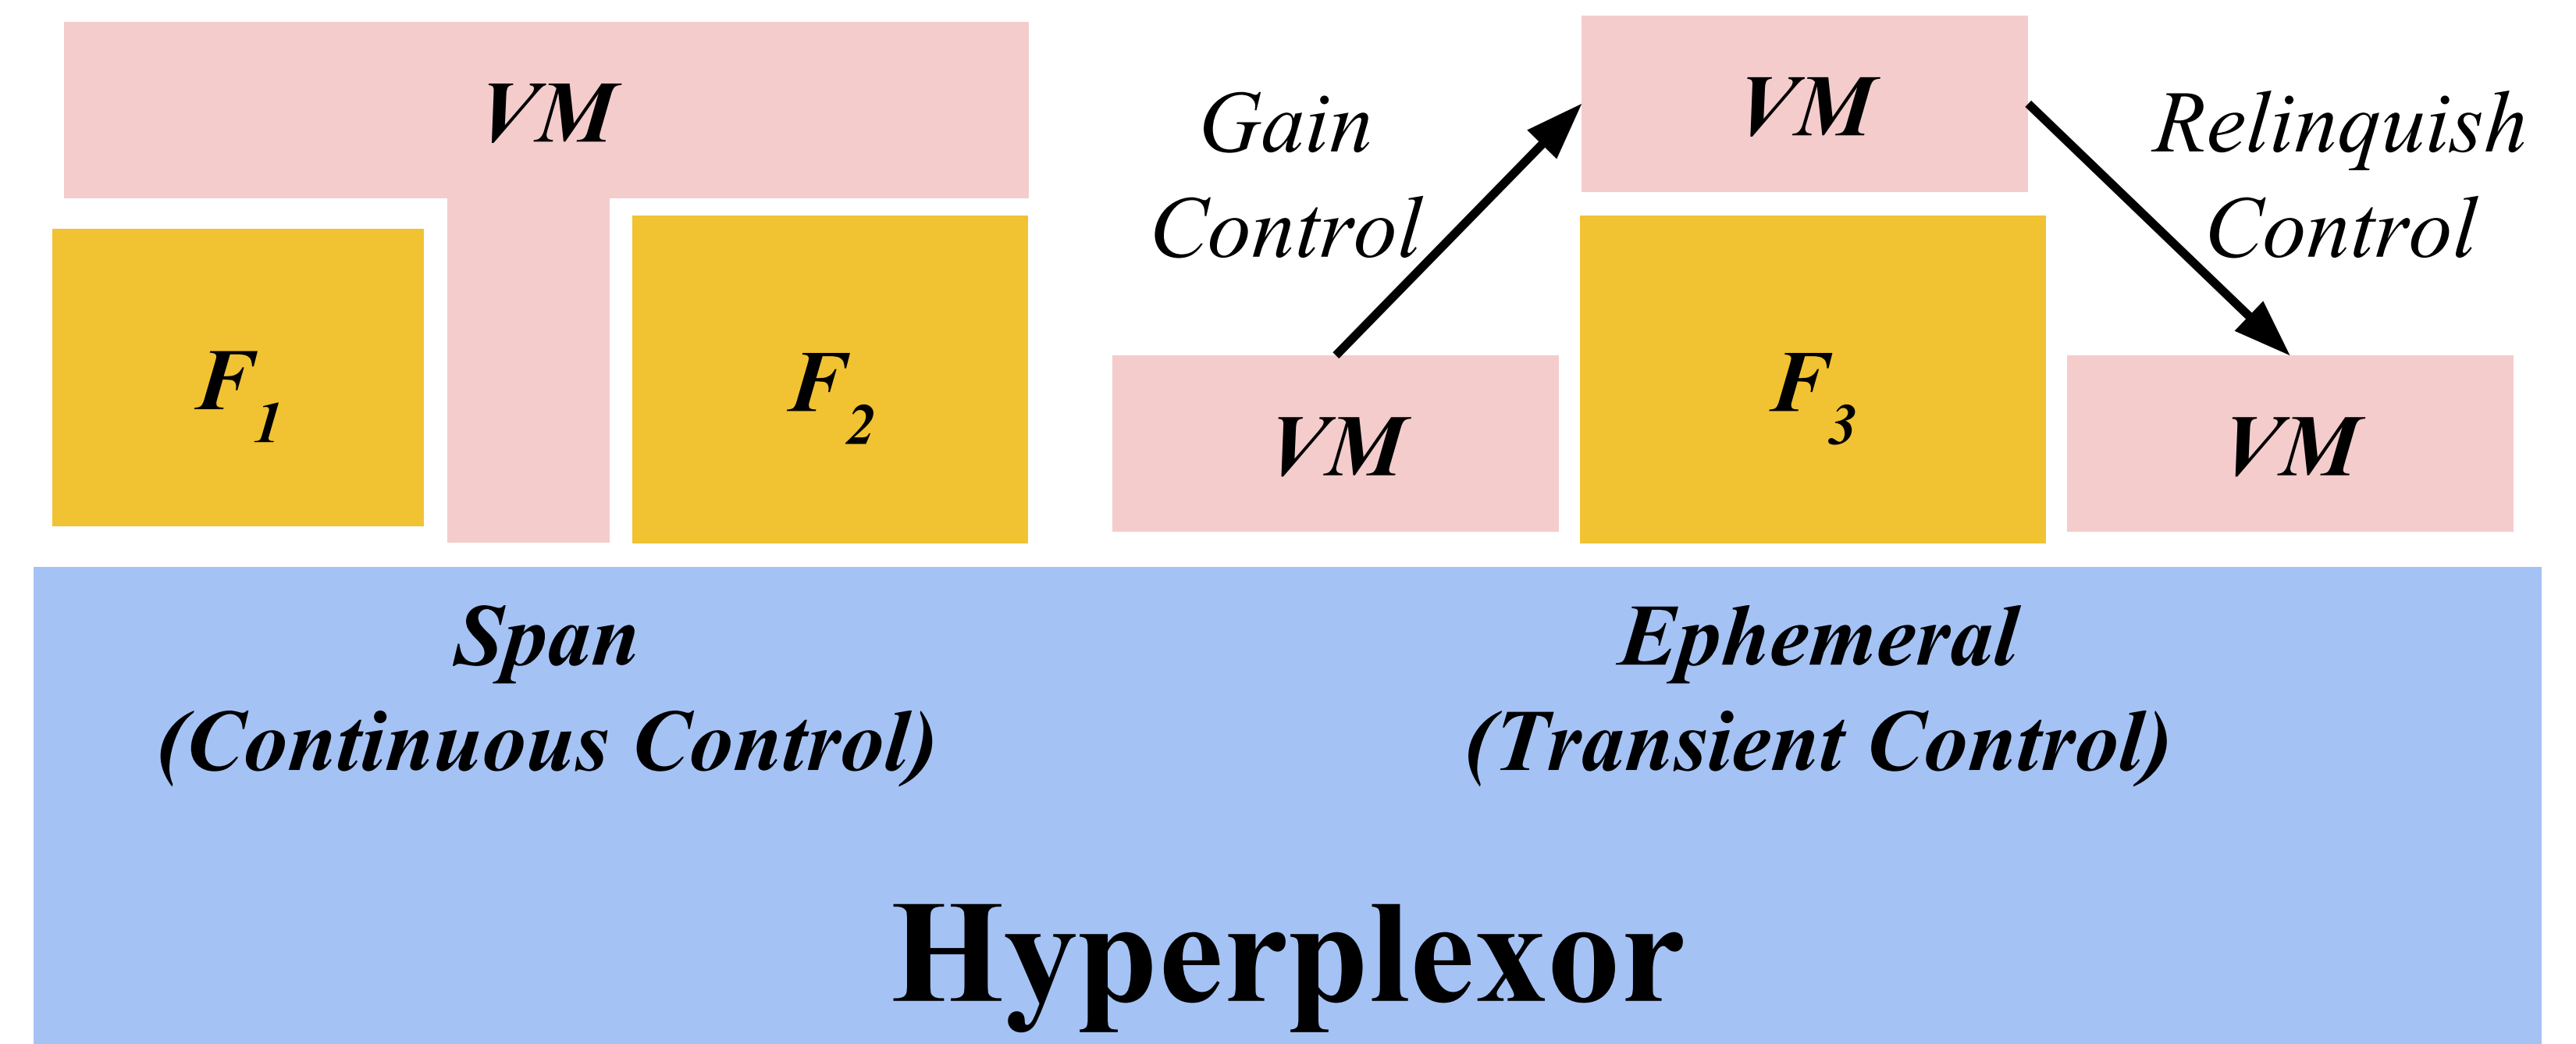 VM
F1
F2
Gain
Control
VM
VM
F3
Relinquish
Control
VM
Span
(Continuous Control)
Ephemeral
(Transient Control)
Hyperplexor